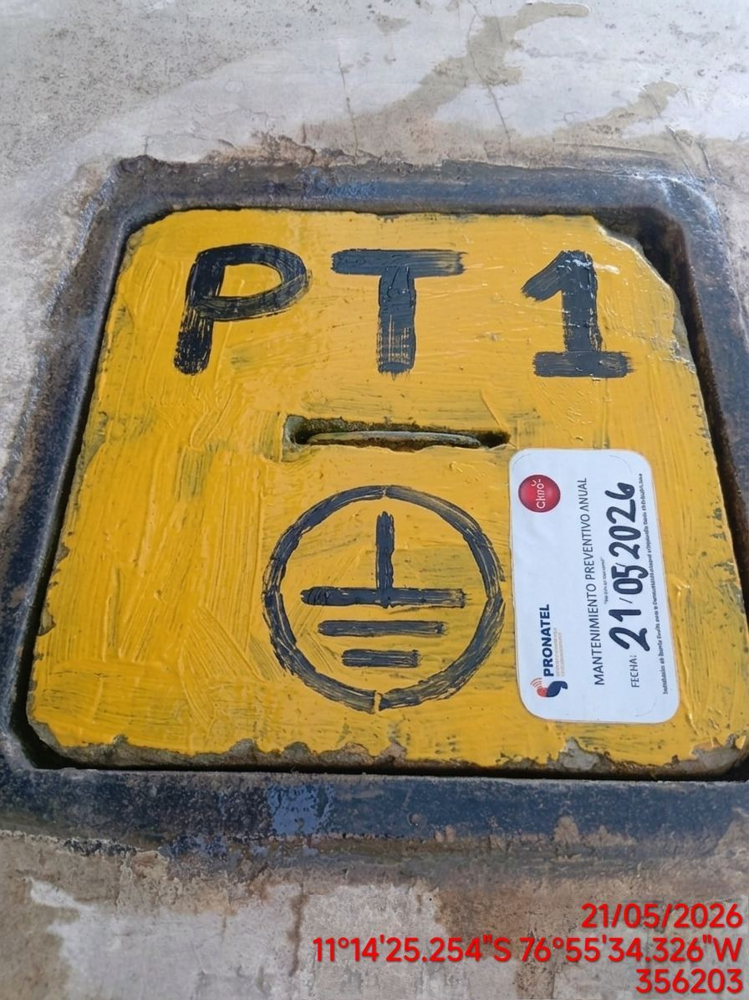 PT1
Claro-
PRONATEL
MANTENIMIENTO PREVENTIVO ANUAL
FECHA: 21/05/2026
21/05/2026
11°14'25.254"S 76°55'34.326"W
356203